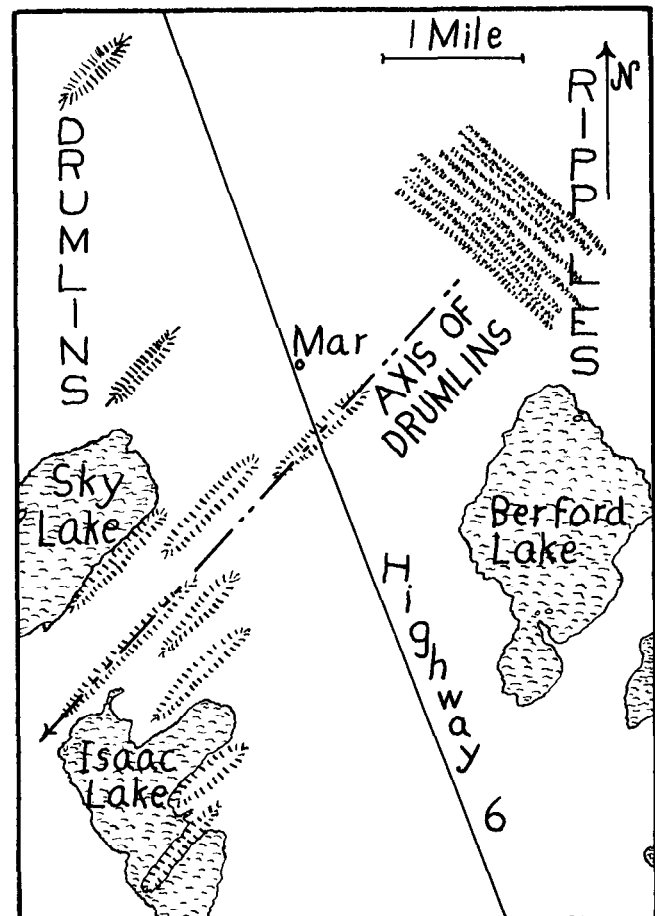 1 Mile
N
RIPPLES
DRUMLINS
Mar
AXIS OF
DRUMLINS
Sky
Lake
Berford
Lake
Highway 6
Isaac
Lake